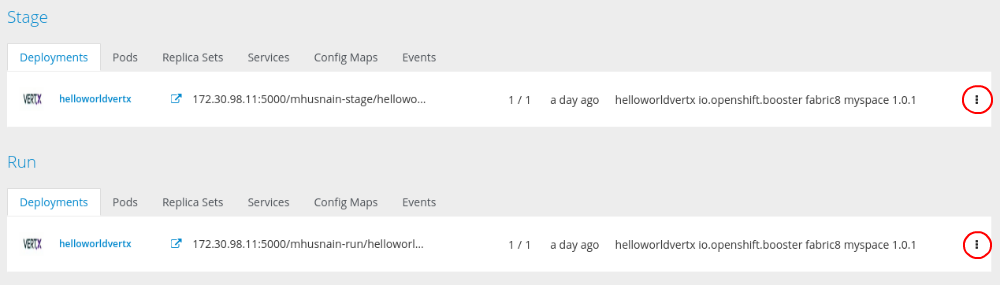 Stage
Deployments Pods Replica Sets Services Config Maps Events
VERT.X helloworldvertx 172.30.98.11:5000/mhusnain-stage/hellowo... 1 / 1 a day ago helloworldvertx io.openshift.booster fabric8 myspace 1.0.1
Run
Deployments Pods Replica Sets Services Config Maps Events
VERT.X helloworldvertx 172.30.98.11:5000/mhusnain-run/helloworl... 1 / 1 a day ago helloworldvertx io.openshift.booster fabric8 myspace 1.0.1